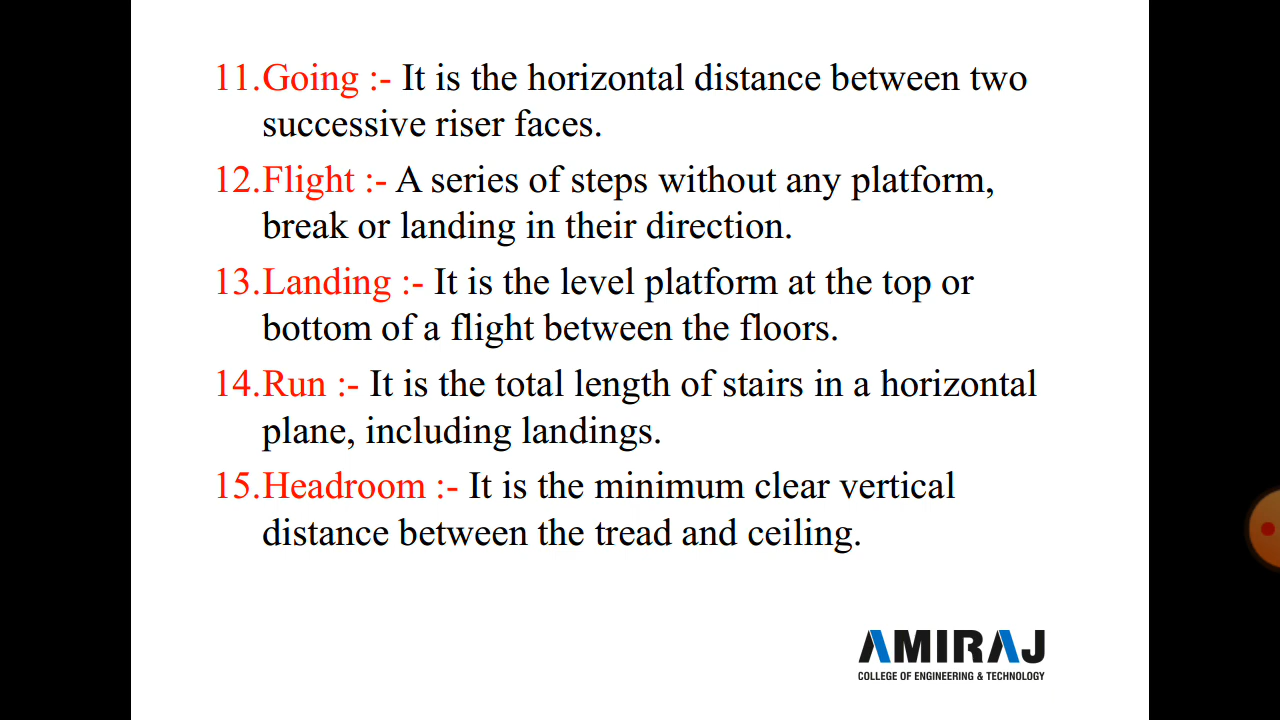 11.Going :- It is the horizontal distance between two
successive riser faces.
12.Flight :- A series of steps without any platform,
break or landing in their direction.
13.Landing :- It is the level platform at the top or
bottom of a flight between the floors.
14.Run :- It is the total length of stairs in a horizontal
plane, including landings.
15.Headroom :- It is the minimum clear vertical
distance between the tread and ceiling.
AMIRAJ
COLLEGE OF ENGINEERING & TECHNOLOGY